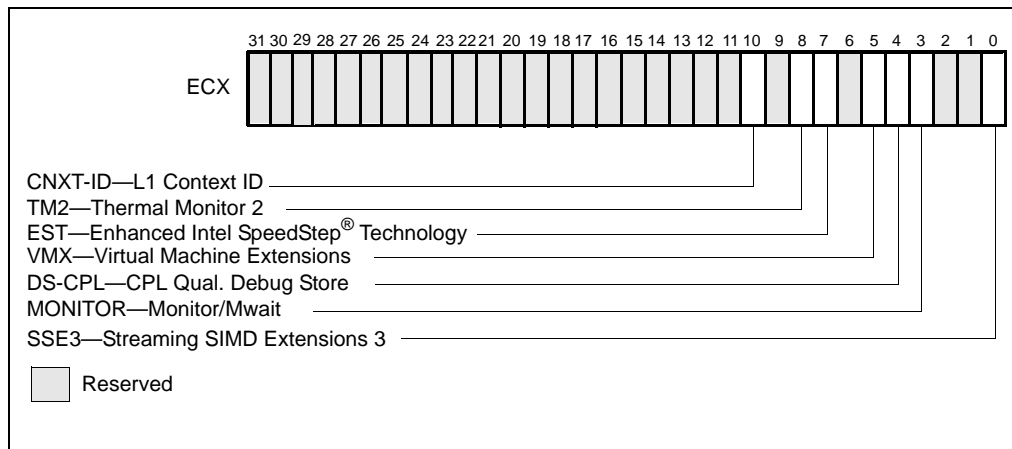 31 30 29 28 27 26 25 24 23 22 21 20 19 18 17 16 15 14 13 12 11 10 9 8 7 6 5 4 3 2 1 0
ECX
CNXT-ID—L1 Context ID
TM2—Thermal Monitor 2
EST—Enhanced Intel SpeedStep® Technology
VMX—Virtual Machine Extensions
DS-CPL—CPL Qual. Debug Store
MONITOR—Monitor/Mwait
SSE3—Streaming SIMD Extensions 3
Reserved